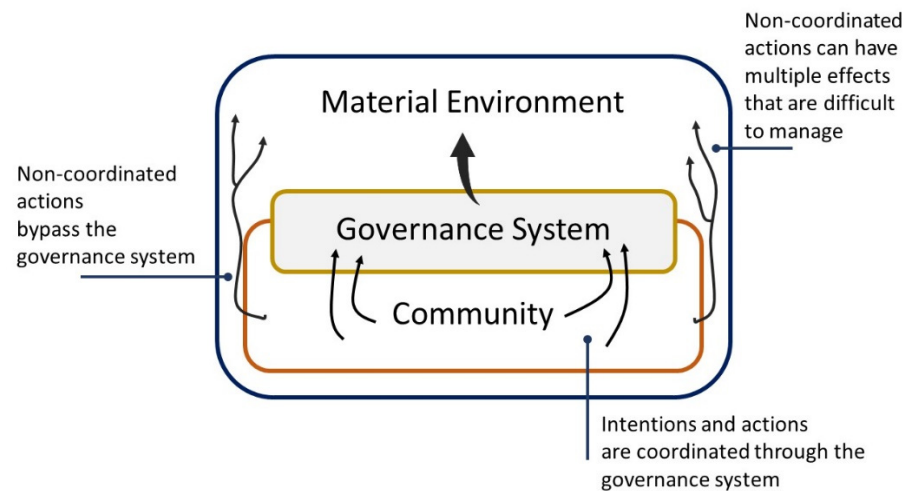 Non-coordinated
actions can have
multiple effects
that are difficult
to manage
Material Environment
Non-coordinated
actions
bypass the
governance system
Governance System
Community
Intentions and actions
are coordinated through the
governance system